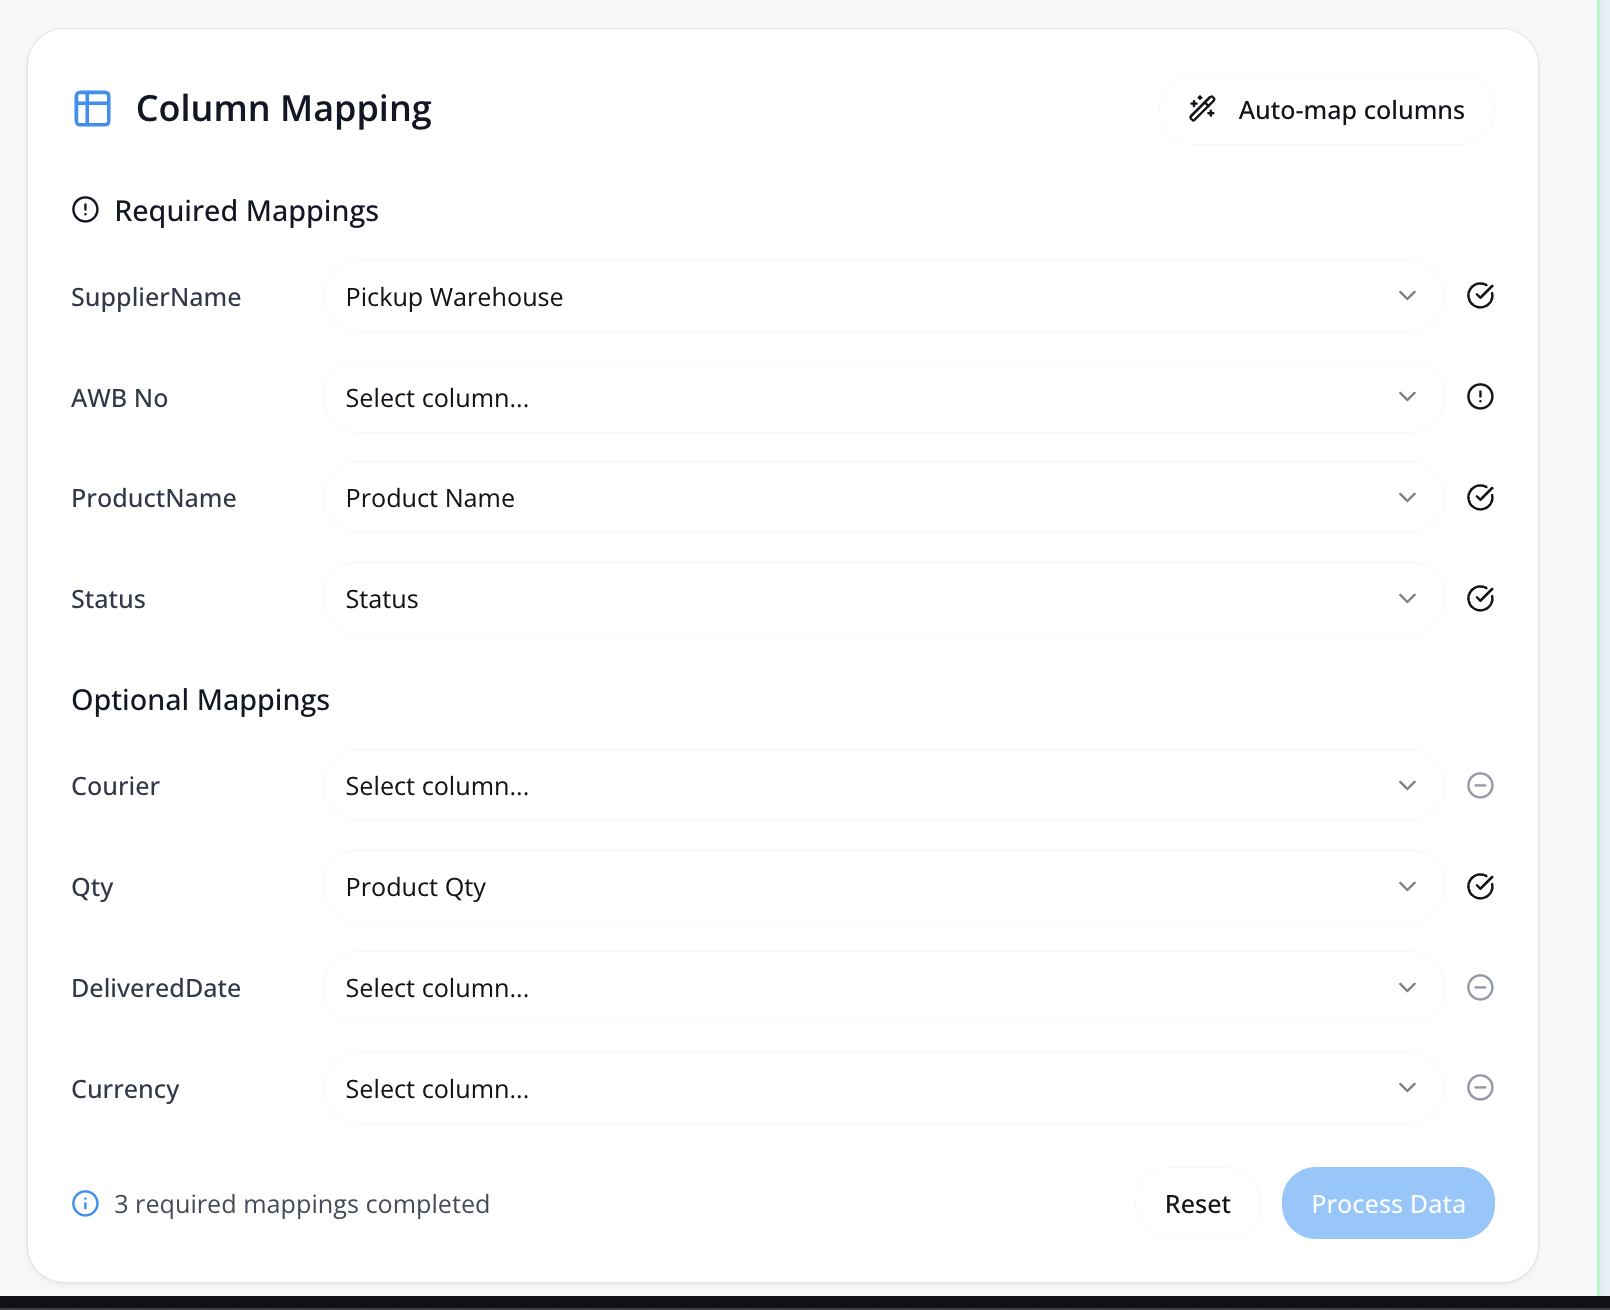 Column Mapping
Auto-map columns
Required Mappings
SupplierName
Pickup Warehouse
AWB No
Select column...
ProductName
Product Name
Status
Status
Optional Mappings
Courier
Select column...
Qty
Product Qty
DeliveredDate
Select column...
Currency
Select column...
3 required mappings completed
Reset
Process Data